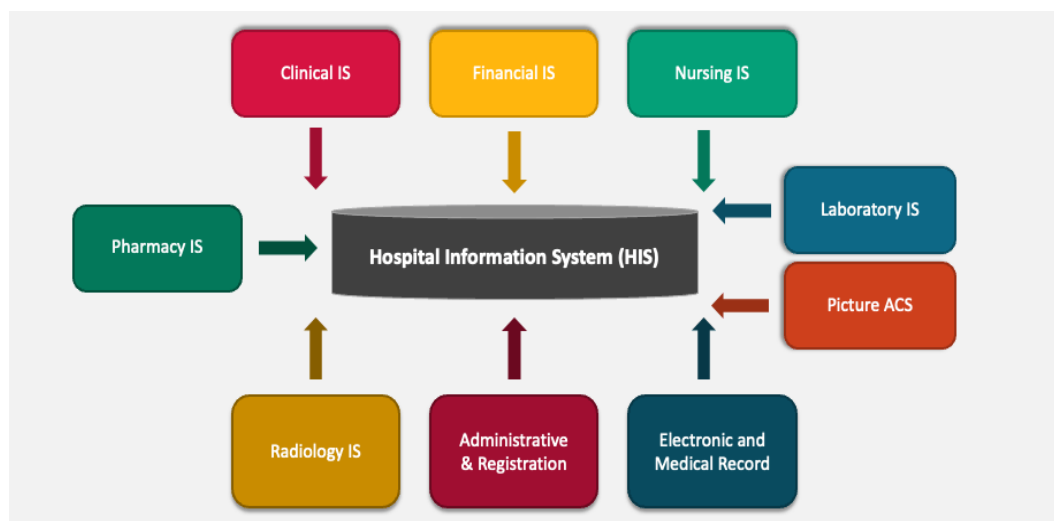 Clinical IS
Financial IS
Nursing IS
Laboratory IS
Pharmacy IS
Hospital Information System (HIS)
Picture ACS
Radiology IS
Administrative
& Registration
Electronic and
Medical Record